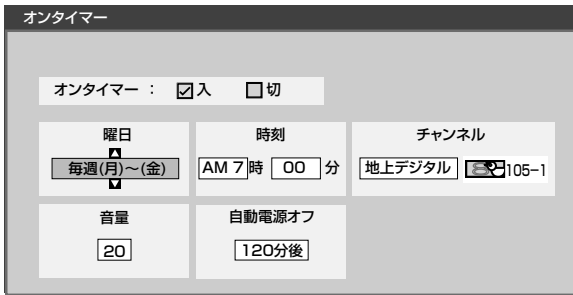 オンタイマー
オンタイマー : 入 切
曜日 時刻 チャンネル
毎週(月)~(金) AM 7時 00 分 地上デジタル 105-1
音量 自動電源オフ
20 120分後